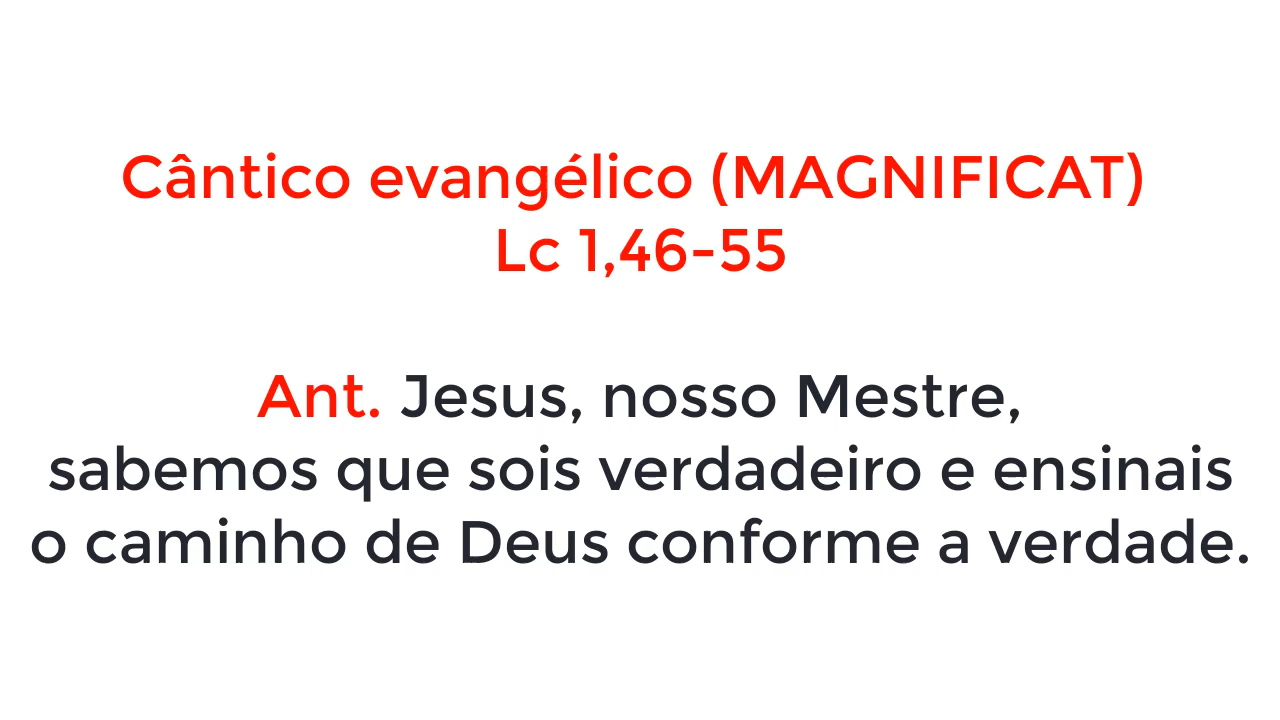 Cântico evangélico (MAGNIFICAT)
Lc 1,46-55
Ant. Jesus, nosso Mestre,
sabemos que sois verdadeiro e ensinais
o caminho de Deus conforme a verdade.